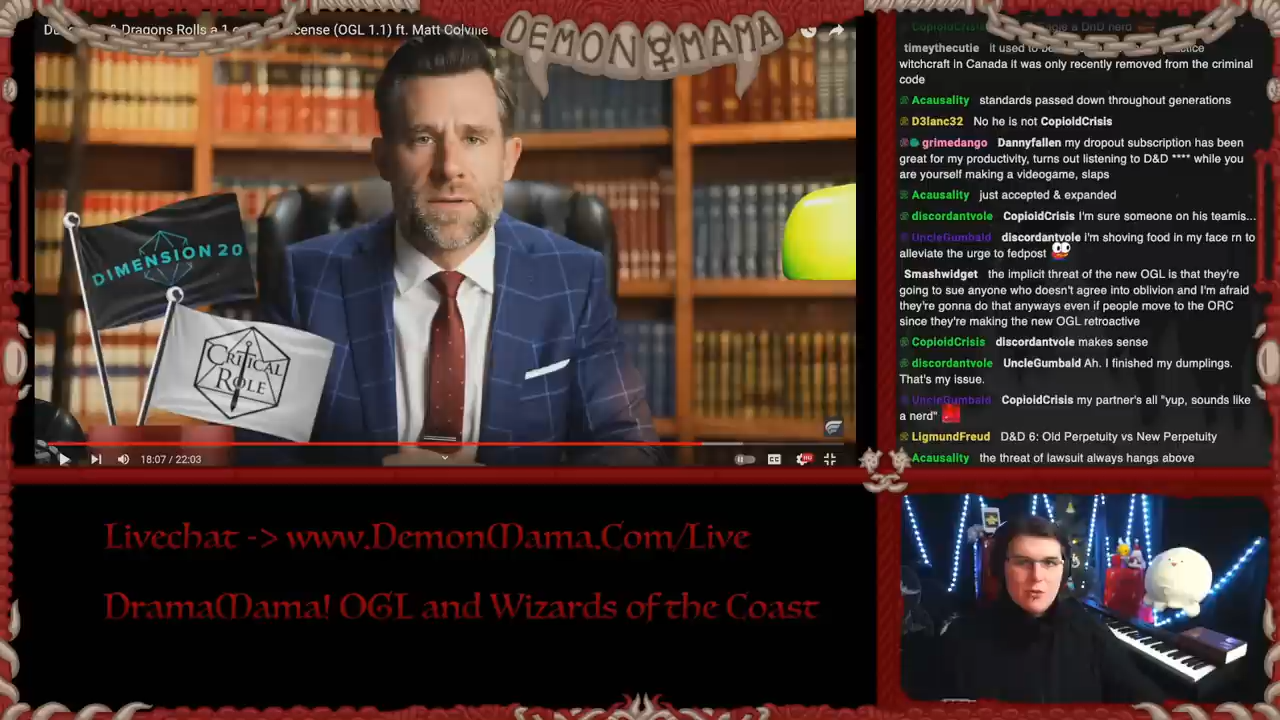 & Dragons Rolls a 1 cense (OGL 1.1) ft. Matt Colville
DEMON MAMA
DIMENSION 20
CRITICAL
ROLE
18:07 / 22:03
CC
CopioidCrisis a DnD nerd
timeythecutie it used to be practice
witchcraft in Canada it was only recently removed from the criminal
code
Acausality standards passed down throughout generations
D3lanc32 No he is not CopioidCrisis
grimedango Dannyfallen my dropout subscription has been
great for my productivity, turns out listening to D&D **** while you
are yourself making a videogame, slaps
Acausality just accepted & expanded
discordantvole CopioidCrisis I'm sure someone on his teamis...
UncleGumbald discordantvole i'm shoving food in my face rn to
alleviate the urge to fedpost
Smashwidget the implicit threat of the new OGL is that they're
going to sue anyone who doesn't agree into oblivion and I'm afraid
they're gonna do that anyways even if people move to the ORC
since they're making the new OGL retroactive
CopioidCrisis discordantvole makes sense
discordantvole UncleGumbald Ah. I finished my dumplings.
That's my issue.
UncleGumbald CopioidCrisis my partner's all "yup, sounds like
a nerd"
LigmundFreud D&D 6: Old Perpetuity vs New Perpetuity
Acausality the threat of lawsuit always hangs above
Livechat -> www.DemonMama.Com/Live
DramaMama! OGL and Wizards of the Coast